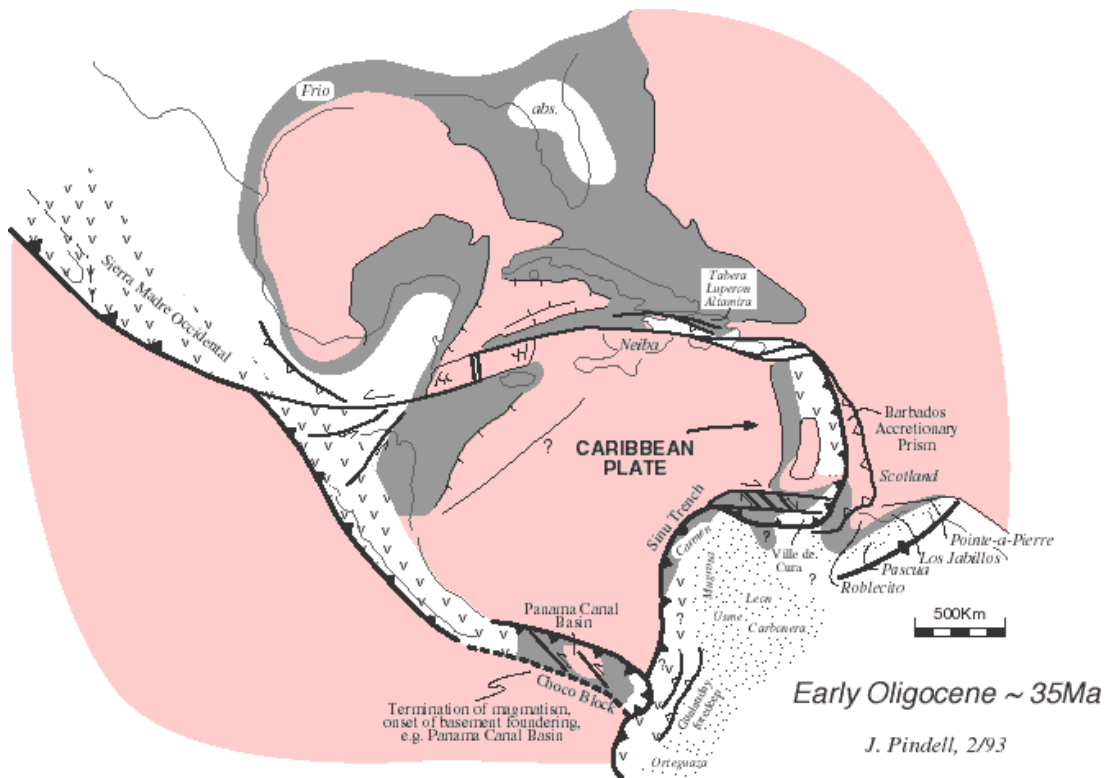 Frio
abs.
Sierra Madre Occidental
Tabera
Luperon
Altamira
Neiba
?
CARIBBEAN
PLATE
Barbados
Accretionary
Prism
Scotland
Sinu Trench
Carmen
Mugrosa
?
Ville de
Cura
?
Pointe-a-Pierre
Los Jabillos
Pascua
Roblecito
Leon
Usme
Carbonera
?
?
500Km
Panama Canal
Basin
Choco Block
Termination of magmatism,
onset of basement foundering,
e.g. Panama Canal Basin
foredeep
Orteguaza
Early Oligocene ~ 35Ma
J. Pindell, 2/93